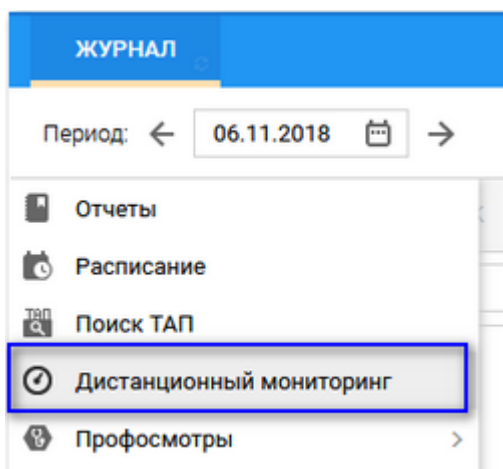 ЖУРНАЛ
Период: 06.11.2018
Отчеты
Расписание
ТАП
Поиск ТАП
Дистанционный мониторинг
Профосмотры